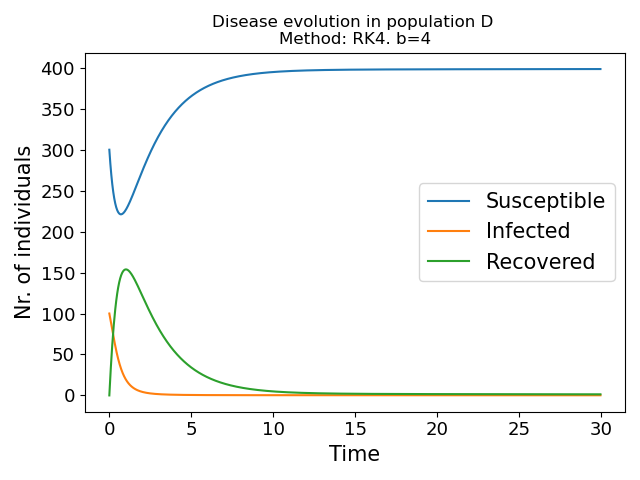 Disease evolution in population D
Method: RK4. b=4
Nr. of individuals
400
350
300
250
200
150
100
50
0
Susceptible
Infected
Recovered
0 5 10 15 20 25 30
Time